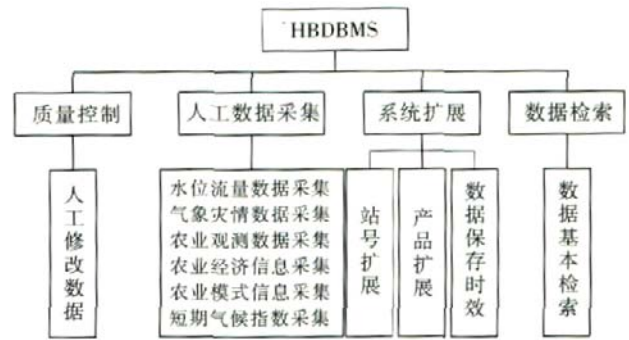 HBDBMS
质量控制
人工数据采集
系统扩展
数据检索
人工修改数据
水位流量数据采集
气象灾情数据采集
农业观测数据采集
农业经济信息采集
农业模式信息采集
短期气候指数采集
站号扩展
产品扩展
数据保存时效
数据基本检索